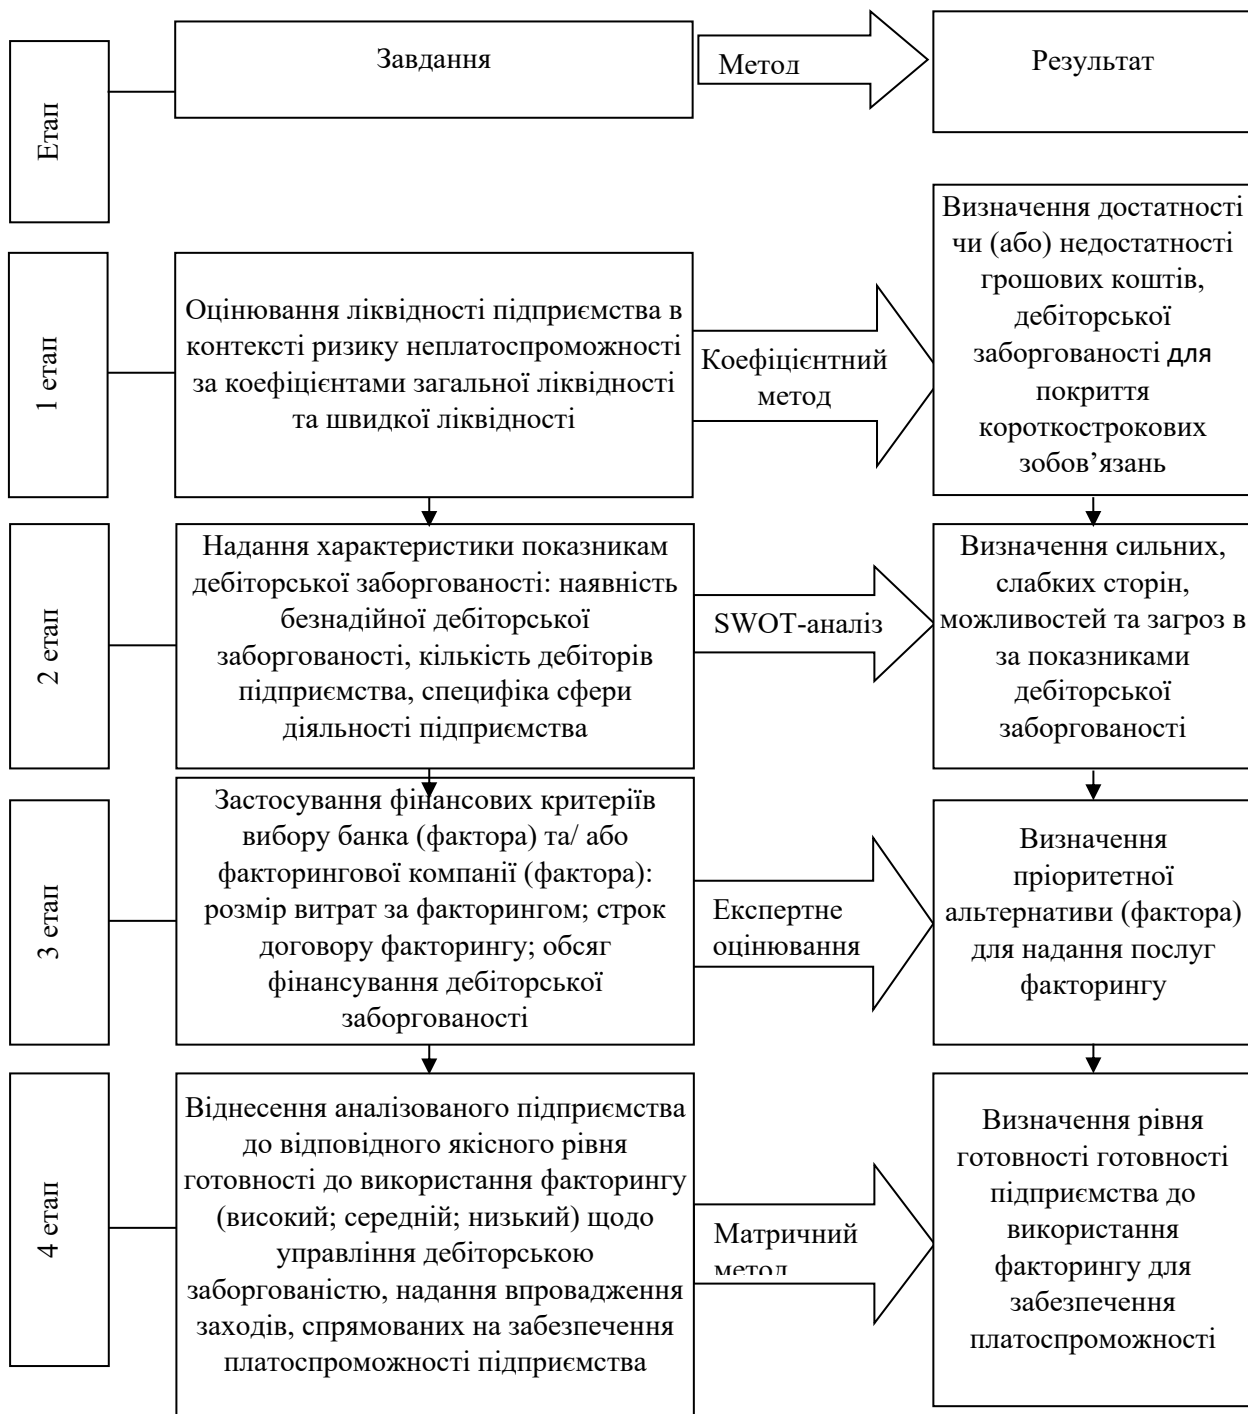 Етап
Завдання
Метод
Результат
1 етап
Оцінювання ліквідності підприємства в
контексті ризику неплатоспроможності
за коефіцієнтами загальної ліквідності
та швидкої ліквідності
Коефіцієнтний
метод
Визначення достатності
чи (або) недостатності
грошових коштів,
дебіторської
заборгованості для
покриття
короткострокових
зобов’язань
2 етап
Надання характеристики показникам
дебіторської заборгованості: наявність
безнадійної дебіторської
заборгованості, кількість дебіторів
підприємства, специфіка сфери
діяльності підприємства
SWOT-аналіз
Визначення сильних,
слабких сторін,
можливостей та загроз в
за показниками
дебіторської
заборгованості
3 етап
Застосування фінансових критеріїв
вибору банка (фактора) та/ або
факторингової компанії (фактора):
розмір витрат за факторингом; строк
договору факторингу; обсяг
фінансування дебіторської
заборгованості
Експертне
оцінювання
Визначення
пріоритетної
альтернативи (фактора)
для надання послуг
факторингу
4 етап
Віднесення аналізованого підприємства
до відповідного якісного рівня
готовності до використання факторингу
(високий; середній; низький) щодо
управління дебіторською
заборгованістю, надання впровадження
заходів, спрямованих на забезпечення
платоспроможності підприємства
Матричний
метод
Визначення рівня
готовності готовності
підприємства до
використання
факторингу для
забезпечення
платоспроможності